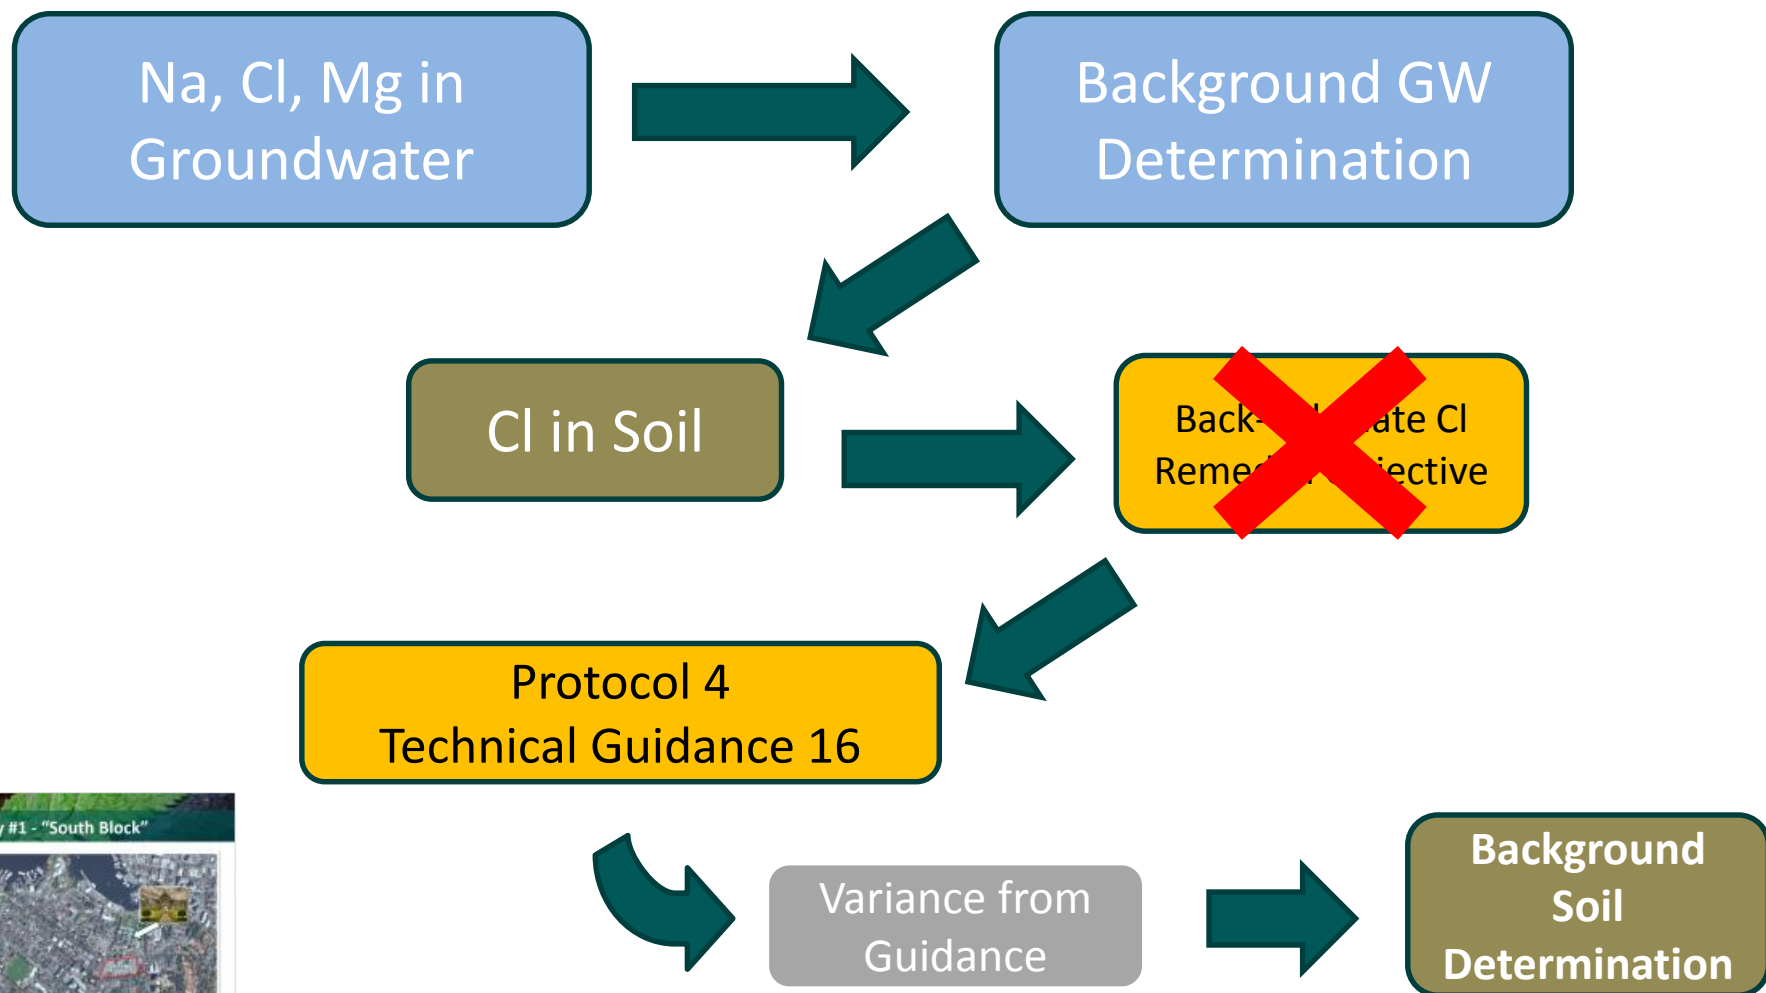 Na, Cl, Mg in
Groundwater
Background GW
Determination
Cl in Soil
Back- ate Cl
ective
Protocol 4
Technical Guidance 16
y #1 - "South Block"
Variance from
Guidance
Background
Soil
Determination